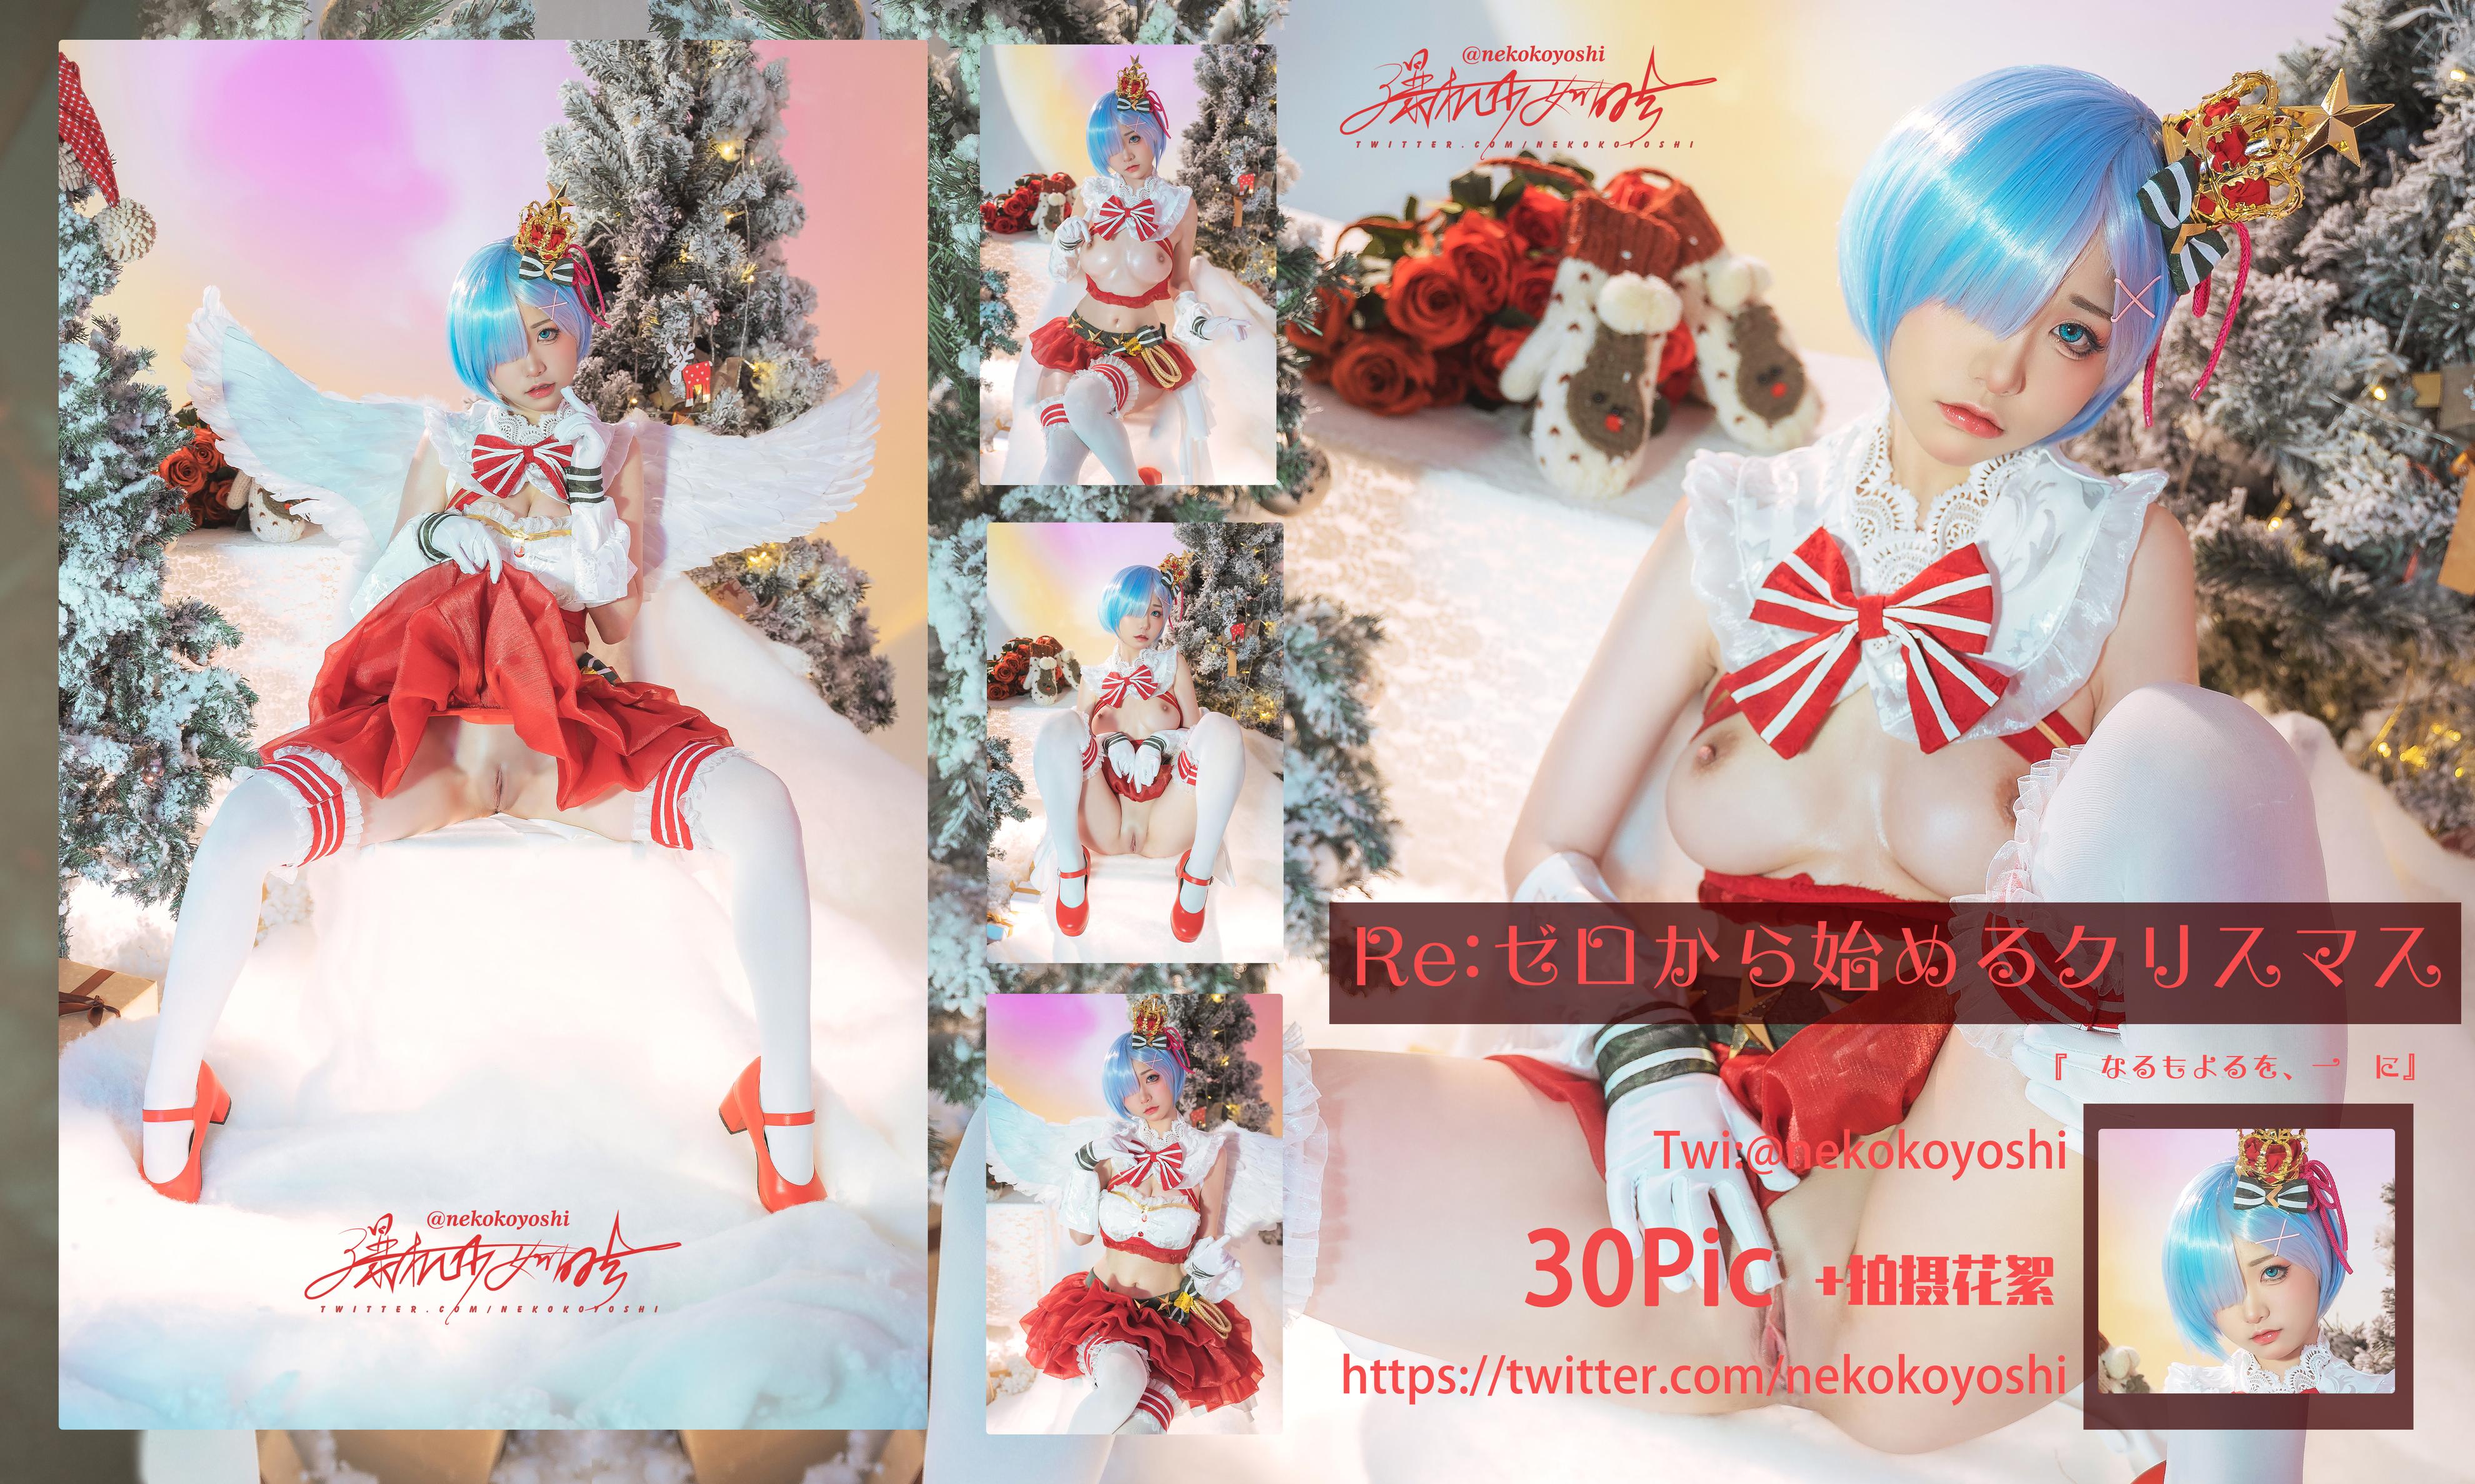 @nekokoyoshi
TWITTER.COM/NEKOKOYOSHI
@nekokoyoshi
TWITTER.COM/NEKOKOYOSHI
Re:ゼロから始めるクリスマス
『　なるもよるを、一　に』
Twi:@nekokoyoshi
30Pic +拍摄花絮
https://twitter.com/nekokoyoshi